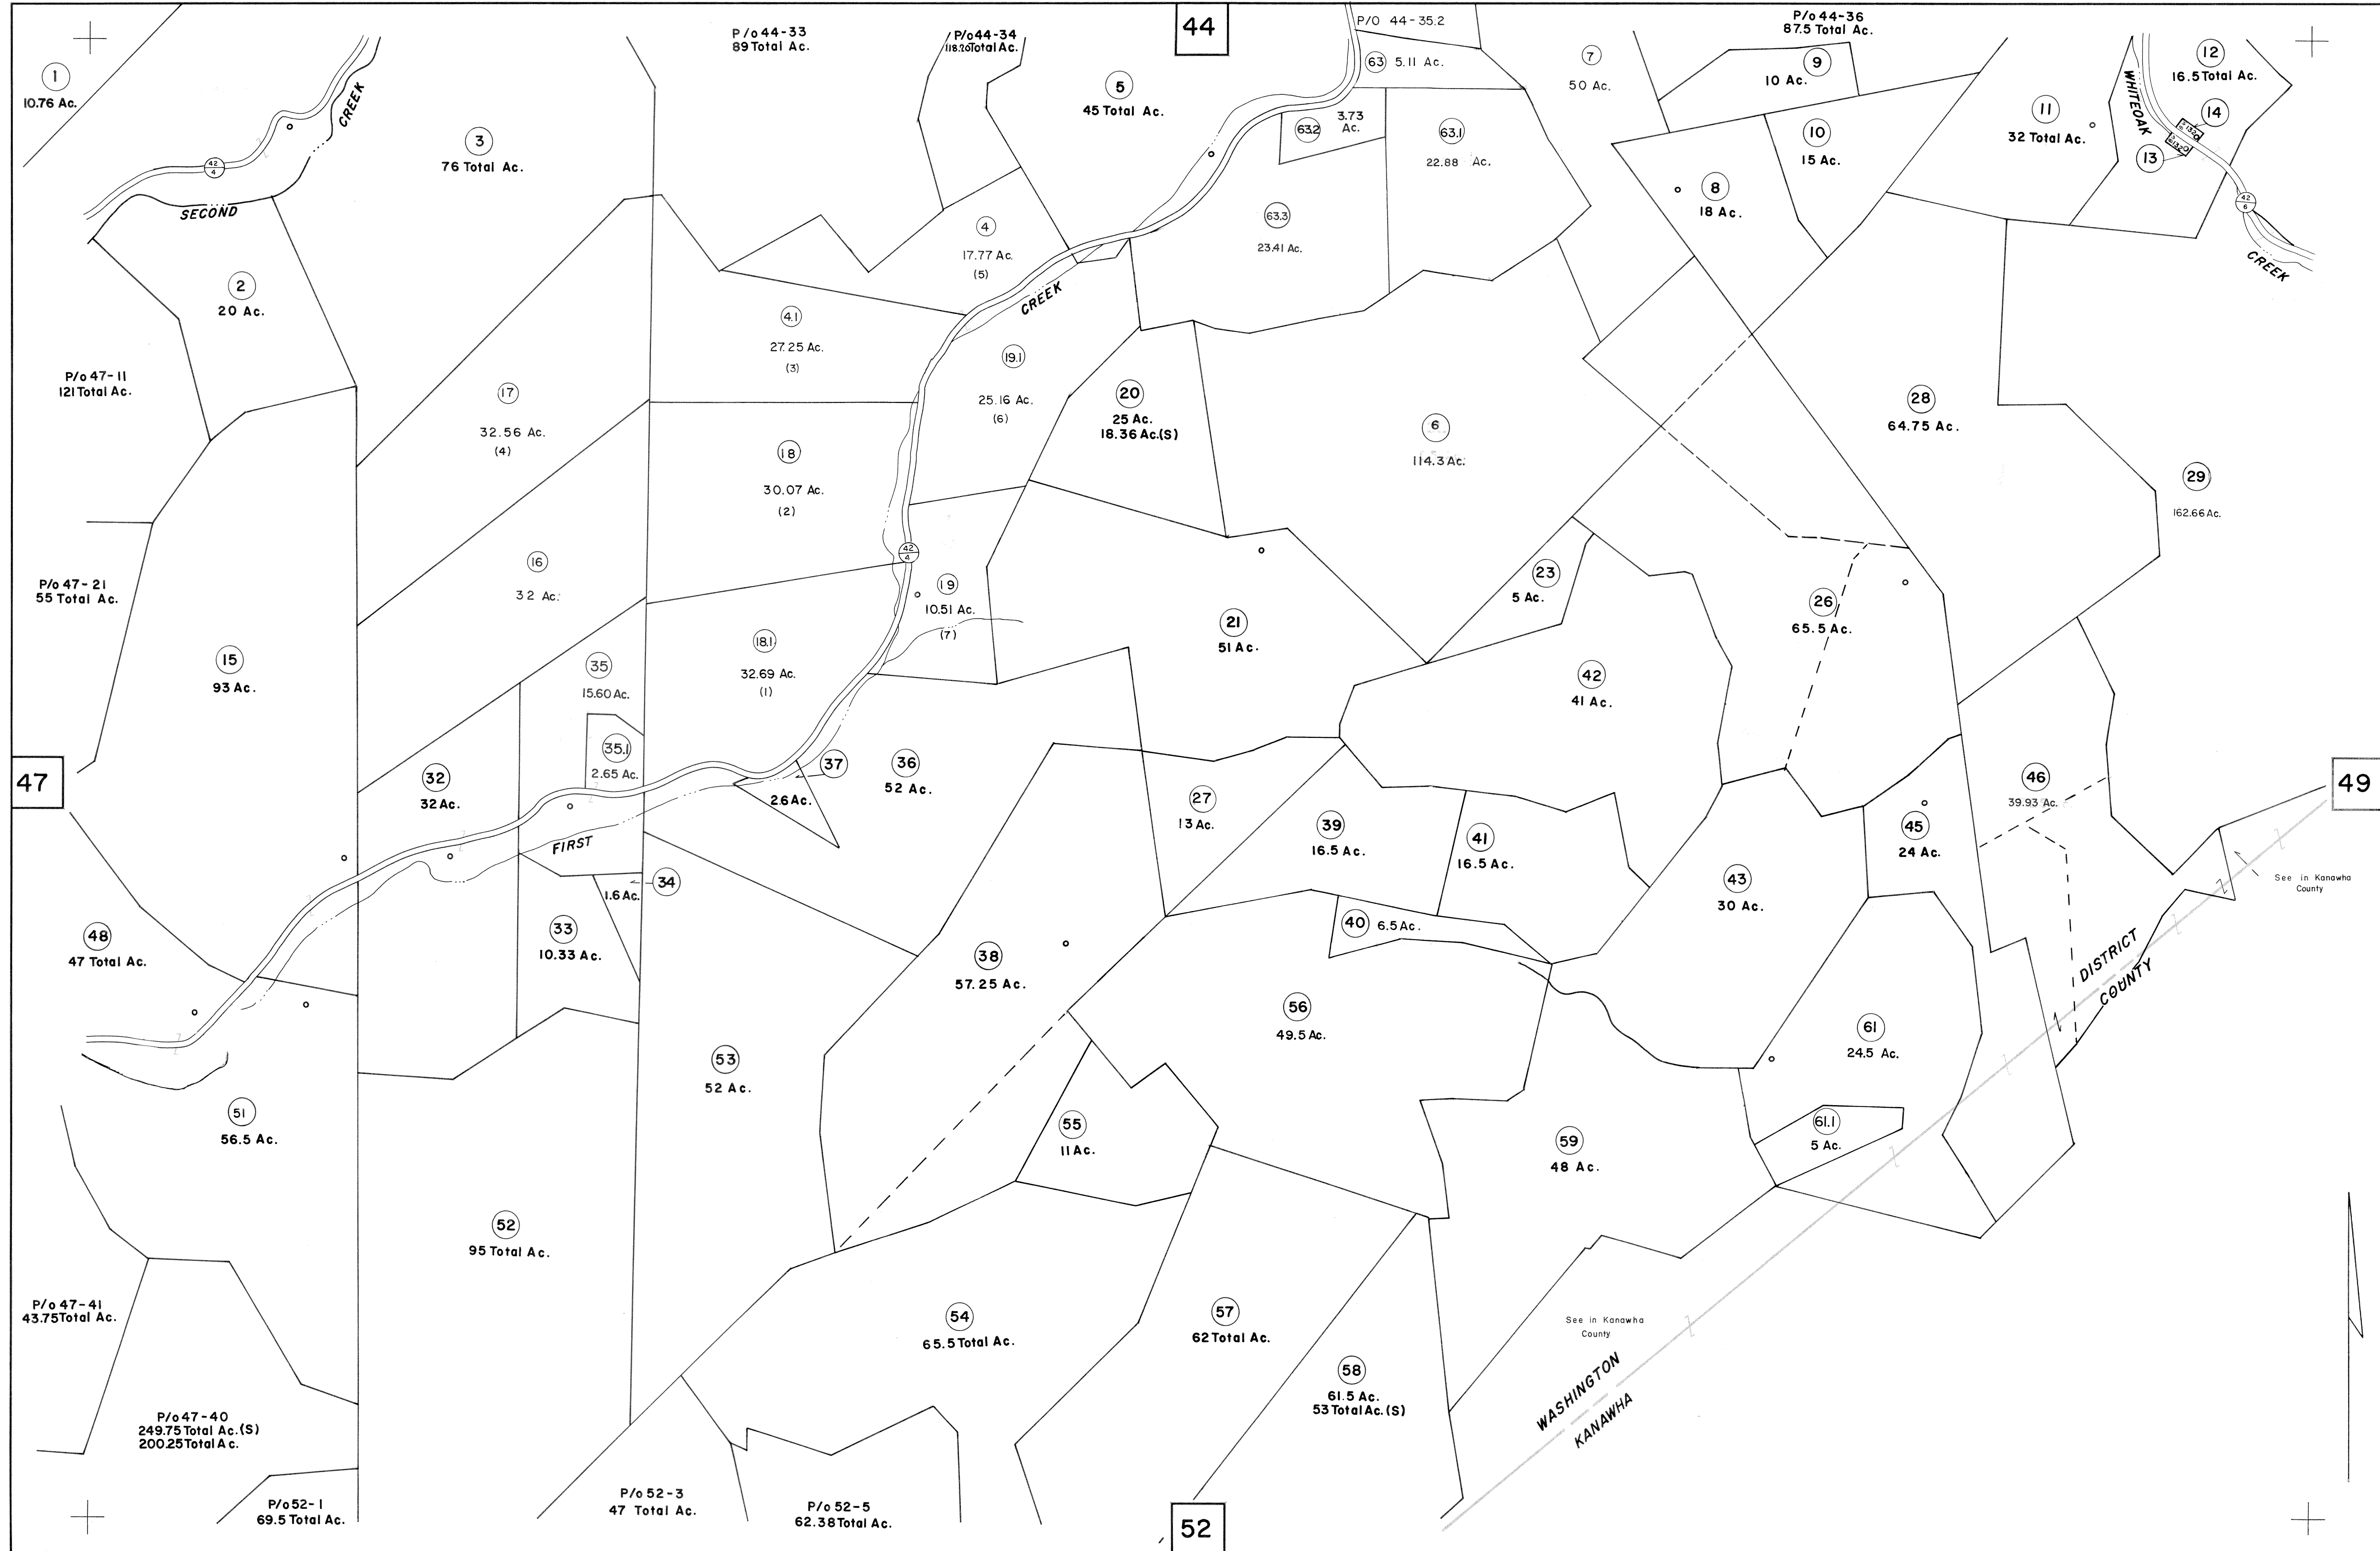 44
P/o 44-33
89 Total Ac.
P/o 44-34
118.20 Total Ac.
P/O 44-35.2
P/o 44-36
87.5 Total Ac.
1
10.76 Ac.
CREEK
42
4
SECOND
3
76 Total Ac.
5
45 Total Ac.
63
5.11 Ac.
7
50 Ac.
9
10 Ac.
12
16.5 Total Ac.
WHITEOAK
14
13
11
32 Total Ac.
63.2
3.73
Ac.
63.1
22.88 Ac.
10
15 Ac.
8
18 Ac.
42
6
CREEK
63.3
23.41 Ac.
4
17.77 Ac.
(5)
2
20 Ac.
CREEK
4.1
27.25 Ac.
(3)
19.1
25.16 Ac.
(6)
P/o 47-11
121 Total Ac.
17
32.56 Ac.
(4)
20
25 Ac.
18.36 Ac.(S)
6
114.3 Ac.
28
64.75 Ac.
18
30.07 Ac.
(2)
29
162.66 Ac.
42
4
16
32 Ac.
P/o 47-21
55 Total Ac.
19
10.51 Ac.
(7)
23
5 Ac.
26
65.5 Ac.
21
51 Ac.
15
93 Ac.
35
15.60 Ac.
18.1
32.69 Ac.
(1)
42
41 Ac.
47
32
32 Ac.
35.1
2.65 Ac.
37
2.6 Ac.
36
52 Ac.
27
13 Ac.
39
16.5 Ac.
41
16.5 Ac.
46
39.93 Ac.
45
24 Ac.
49
FIRST
34
1.6 Ac.
43
30 Ac.
See in Kanawha
County
48
47 Total Ac.
33
10.33 Ac.
40
6.5 Ac.
38
57.25 Ac.
DISTRICT
COUNTY
56
49.5 Ac.
61
24.5 Ac.
53
52 Ac.
51
56.5 Ac.
55
11 Ac.
61.1
5 Ac.
59
48 Ac.
52
95 Total Ac.
P/o 47-41
43.75 Total Ac.
54
65.5 Total Ac.
57
62 Total Ac.
See in Kanawha
County
58
61.5 Ac.
53 Total Ac.(S)
WASHINGTON
KANAWHA
P/o 47-40
249.75 Total Ac.(S)
200.25 Total Ac.
P/o 52-1
69.5 Total Ac.
P/o 52-3
47 Total Ac.
P/o 52-5
62.38 Total Ac.
52